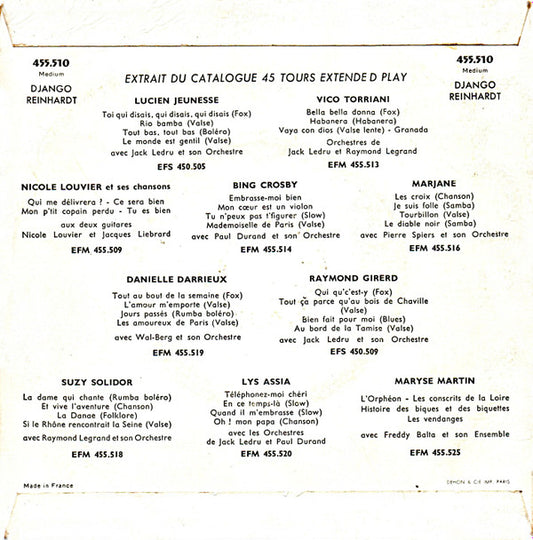 455.510
Medium
DJANGO
REINHARDT
455.510
Medium
DJANGO
REINHARDT
EXTRAIT DU CATALOGUE 45 TOURS EXTENDED PLAY
LUCIEN JEUNESSE
Toi qui disais, qui disais, qui disais (Fox)
Rio bamba (Valse)
Tout bas, tout bas (Boléro)
Le monde est gentil (Valse)
avec Jack Ledru et son Orchestre
EFS 450.505
VICO TORRIANI
Bella bella donna (Fox)
Habanera (Habanera)
Vaya con dios (Valse lente) - Granada
Orchestres de
Jack Ledru et Raymond Legrand
EFM 455.513
NICOLE LOUVIER et ses chansons
Qui me délivrera ? - Ce sera bien
Mon p'tit copain perdu - Tu es bien
aux deux guitares
Nicole Louvier et Jacques Liebrard
EFM 455.509
BING CROSBY
Embrasse-moi bien
Mon cœur est un violon
Tu n'peux pas t'figurer (Slow)
Mademoiselle de Paris (Valse)
avec Paul Durand et son Orchestre
EFM 455.514
MARJANE
Les croix (Chanson)
Je suis folle (Samba)
Tourbillon (Valse)
Le diable noir (Samba)
avec Pierre Spiers et son Orchestre
EFM 455.516
DANIELLE DARRIEUX
Tout au bout de la semaine (Fox)
L'amour m'emporte (Valse)
Jours passés (Rumba boléro)
Les amoureux de Paris (Valse)
avec Wal-Berg et son Orchestre
EFM 455.519
RAYMOND GIRERD
Qui qu'c'est-y (Fox)
Tout ça parce qu'au bois de Chaville
(Valse)
Bien fait pour moi (Blues)
Au bord de la Tamise (Valse)
avec Jack Ledru et son Orchestre
EFS 450.509
SUZY SOLIDOR
La dame qui chante (Rumba boléro)
Et vive l'aventure (Chanson)
La Danae (Folklore)
Si le Rhône rencontrait la Seine (Valse)
avec Raymond Legrand et son Orchestre
EFM 455.518
LYS ASSIA
Téléphonez-moi chéri
En ce temps-là (Slow)
Quand il m'embrasse (Slow)
Oh ! mon papa (Chanson)
avec les Orchestres
de Jack Ledru et Paul Durand
EFM 455.520
MARYSE MARTIN
L'Orphéon - Les conscrits de la Loire
Histoire des biques et des biquettes
Les vendanges
avec Freddy Balta et son Ensemble
EFM 455.525
Made in France
& Cie IMP. PARIS